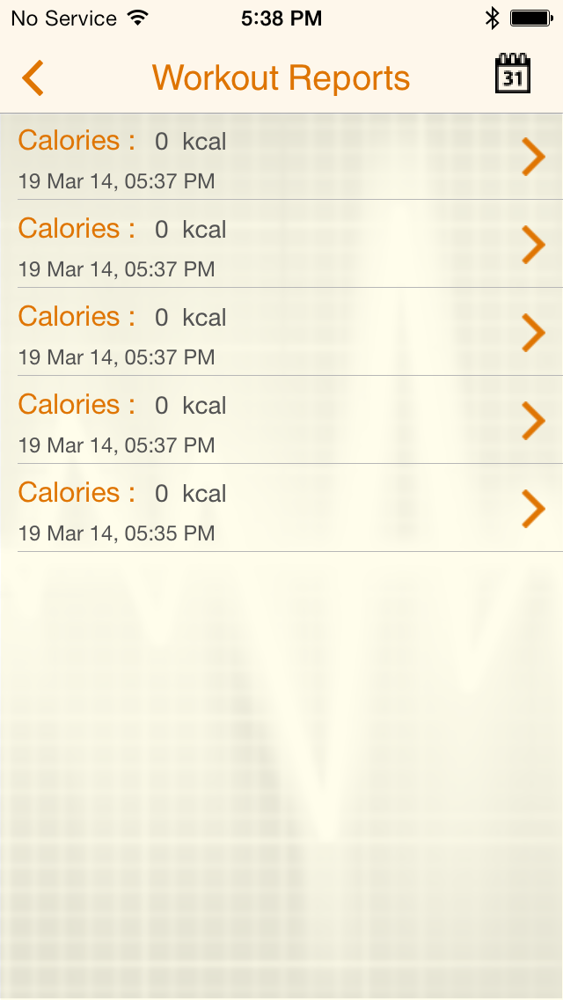 No Service 5:38 PM
Workout Reports 31
Calories : 0 kcal
19 Mar 14, 05:37 PM
Calories : 0 kcal
19 Mar 14, 05:37 PM
Calories : 0 kcal
19 Mar 14, 05:37 PM
Calories : 0 kcal
19 Mar 14, 05:37 PM
Calories : 0 kcal
19 Mar 14, 05:35 PM